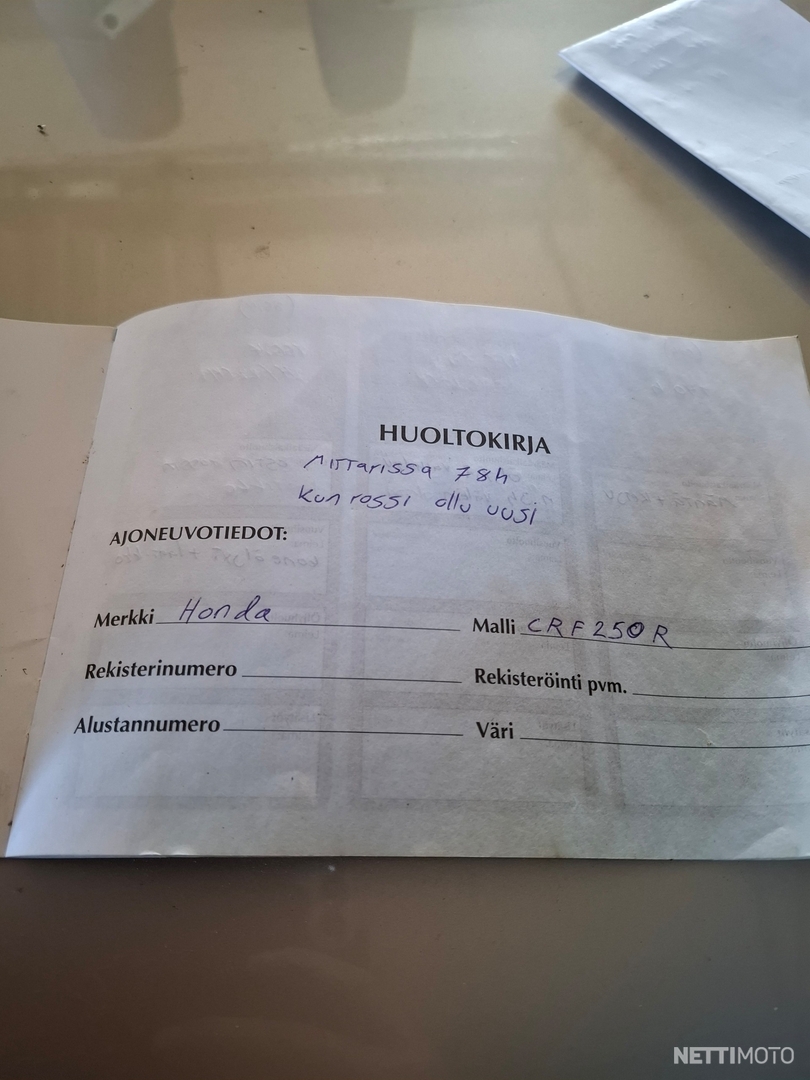 HUOLTOKIRJA
Mittarissa 78h
Kun rossi ollu uusi
AJONEUVOTIEDOT:
Merkki Honda Malli CRF250R
Rekisterinumero Rekisteröinti pvm.
Alustannumero Väri
NETTIMOTO